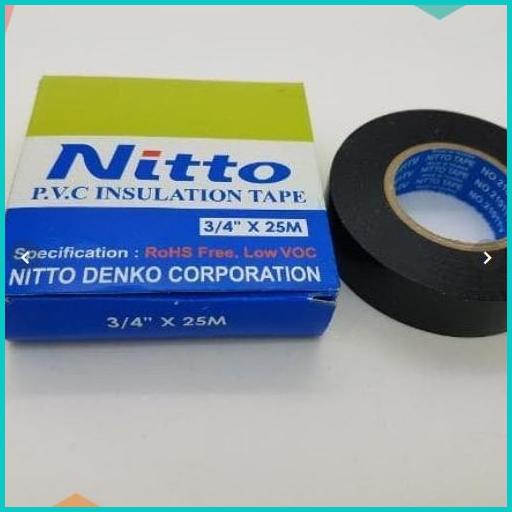 Nitto
P.V.C INSULATION TAPE
3/4" X 25M
Specification : RoHS Free, Low VOC
NITTO DENKO CORPORATION
3/4" X 25M
NITTO TAPE